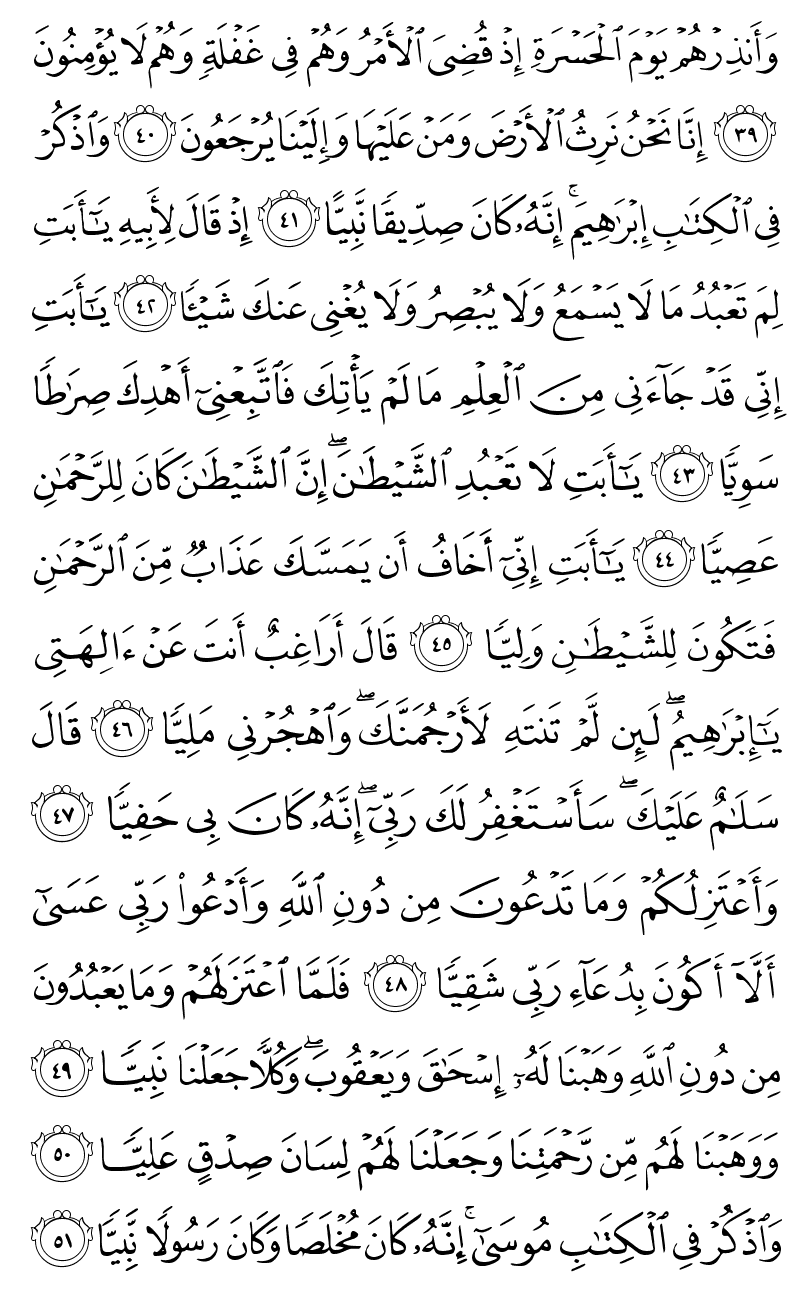 وَأَنذِرْهُمْ يَوْمَ ٱلْحَسْرَةِ إِذْ قُضِىَ ٱلْأَمْرُ وَهُمْ فِى غَفْلَةٍ وَهُمْ لَا يُؤْمِنُونَ
٣٩ إِنَّا نَحْنُ نَرِثُ ٱلْأَرْضَ وَمَنْ عَلَيْهَا وَإِلَيْنَا يُرْجَعُونَ ٤٠ وَٱذْكُرْ
فِى ٱلْكِتَٰبِ إِبْرَٰهِيمَ ۚ إِنَّهُۥ كَانَ صِدِّيقًا نَّبِيًّا ٤١ إِذْ قَالَ لِأَبِيهِ يَٰٓأَبَتِ
لِمَ تَعْبُدُ مَا لَا يَسْمَعُ وَلَا يُبْصِرُ وَلَا يُغْنِى عَنكَ شَيْـًٔا ٤٢ يَٰٓأَبَتِ
إِنِّى قَدْ جَآءَنِى مِنَ ٱلْعِلْمِ مَا لَمْ يَأْتِكَ فَٱتَّبِعْنِىٓ أَهْدِكَ صِرَٰطًا
سَوِيًّا ٤٣ يَٰٓأَبَتِ لَا تَعْبُدِ ٱلشَّيْطَٰنَ ۖ إِنَّ ٱلشَّيْطَٰنَ كَانَ لِلرَّحْمَٰنِ
عَصِيًّا ٤٤ يَٰٓأَبَتِ إِنِّىٓ أَخَافُ أَن يَمَسَّكَ عَذَابٌ مِّنَ ٱلرَّحْمَٰنِ
فَتَكُونَ لِلشَّيْطَٰنِ وَلِيًّا ٤٥ قَالَ أَرَاغِبٌ أَنتَ عَنْ ءَالِهَتِى
يَٰٓإِبْرَٰهِيمُ ۖ لَئِن لَّمْ تَنتَهِ لَأَرْجُمَنَّكَ ۖ وَٱهْجُرْنِى مَلِيًّا ٤٦ قَالَ
سَلَٰمٌ عَلَيْكَ ۖ سَأَسْتَغْفِرُ لَكَ رَبِّىٓ ۖ إِنَّهُۥ كَانَ بِى حَفِيًّا ٤٧
وَأَعْتَزِلُكُمْ وَمَا تَدْعُونَ مِن دُونِ ٱللَّهِ وَأَدْعُوا۟ رَبِّى عَسَىٰٓ
أَلَّآ أَكُونَ بِدُعَآءِ رَبِّى شَقِيًّا ٤٨ فَلَمَّا ٱعْتَزَلَهُمْ وَمَا يَعْبُدُونَ
مِن دُونِ ٱللَّهِ وَهَبْنَا لَهُۥٓ إِسْحَٰقَ وَيَعْقُوبَ ۖ وَكُلًّا جَعَلْنَا نَبِيًّا ٤٩
وَوَهَبْنَا لَهُم مِّن رَّحْمَتِنَا وَجَعَلْنَا لَهُمْ لِسَانَ صِدْقٍ عَلِيًّا ٥٠
وَٱذْكُرْ فِى ٱلْكِتَٰبِ مُوسَىٰٓ ۚ إِنَّهُۥ كَانَ مُخْلَصًا وَكَانَ رَسُولًا نَّبِيًّا ٥١